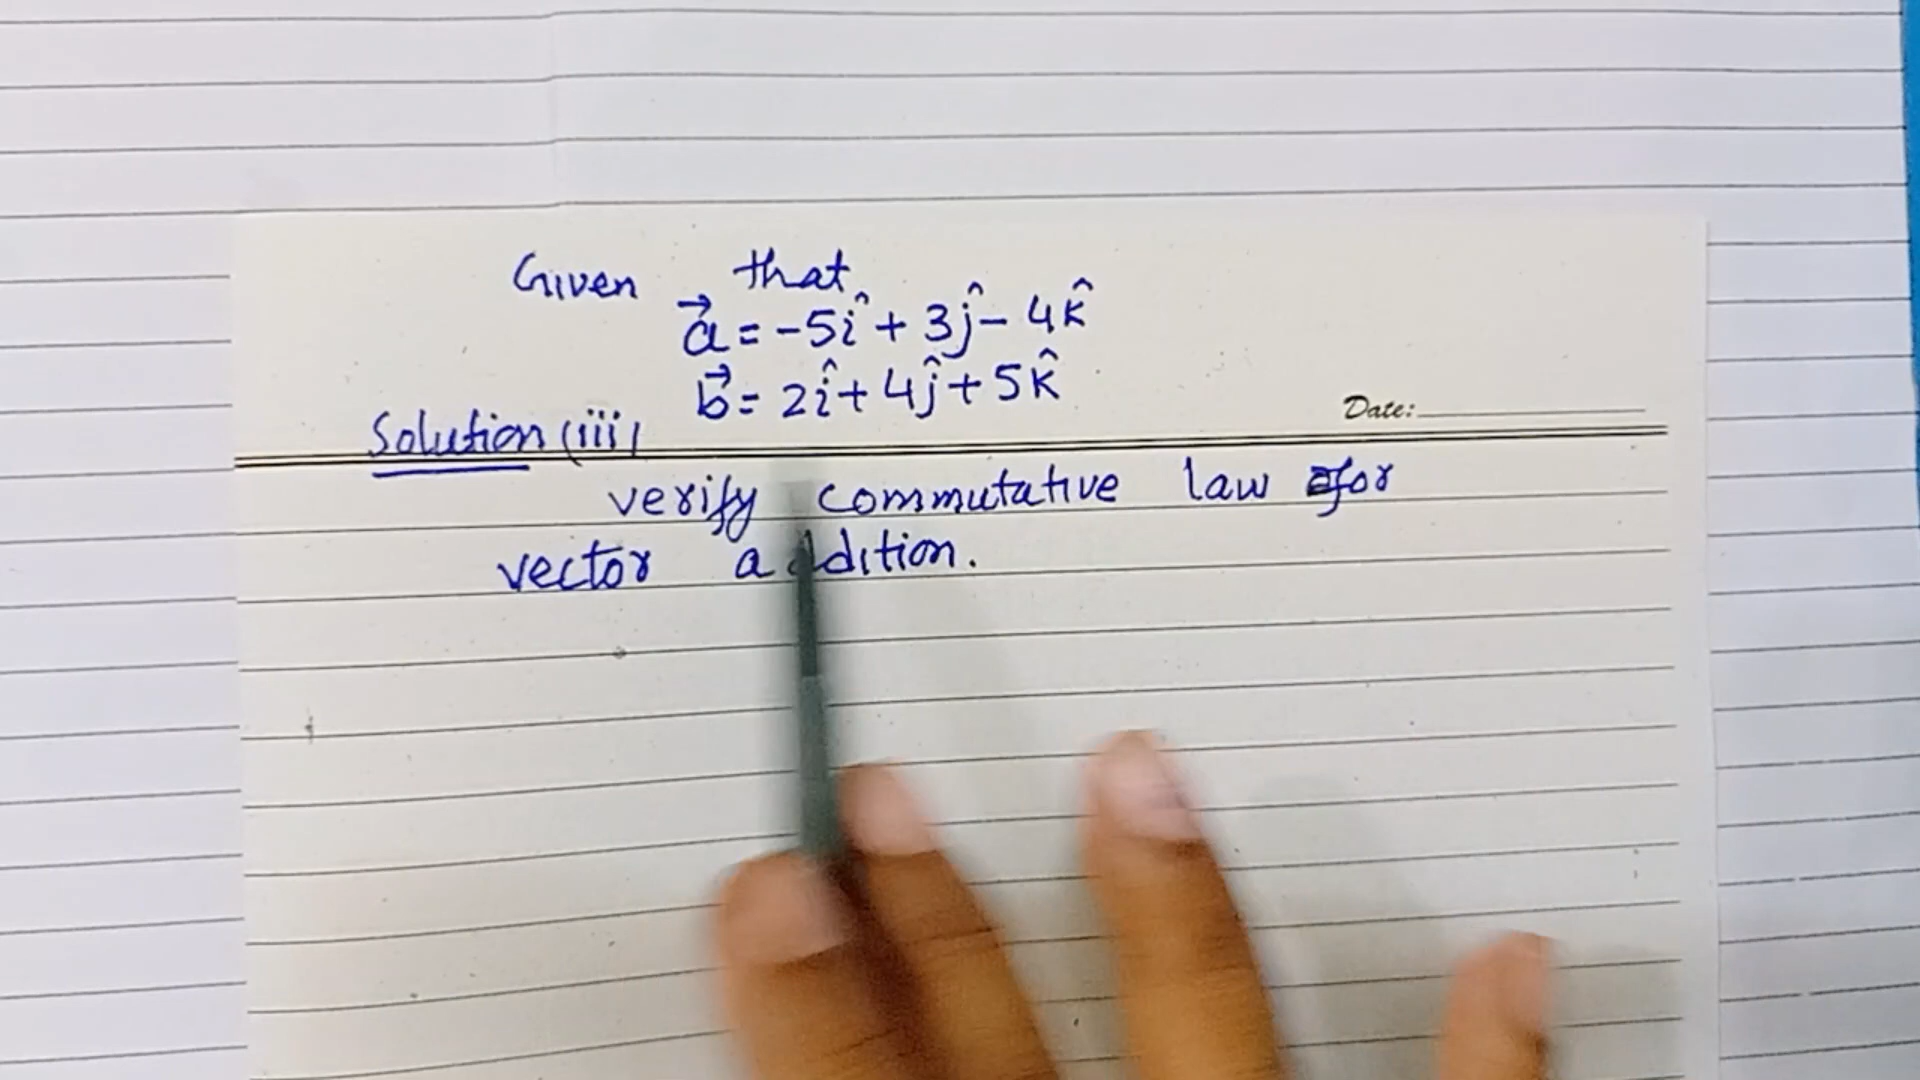 Given that
a⃗ = -5î + 3ĵ - 4k̂
b⃗ = 2î + 4ĵ + 5k̂
Date:
Solution (iii)
verify commutative law for
vector addition.